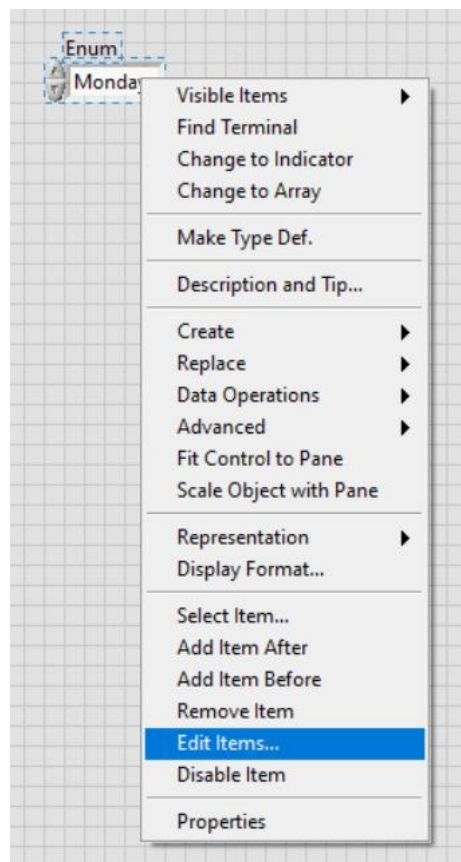 Enum
Monday
Visible Items
Find Terminal
Change to Indicator
Change to Array
Make Type Def.
Description and Tip...
Create
Replace
Data Operations
Advanced
Fit Control to Pane
Scale Object with Pane
Representation
Display Format...
Select Item...
Add Item After
Add Item Before
Remove Item
Edit Items...
Disable Item
Properties